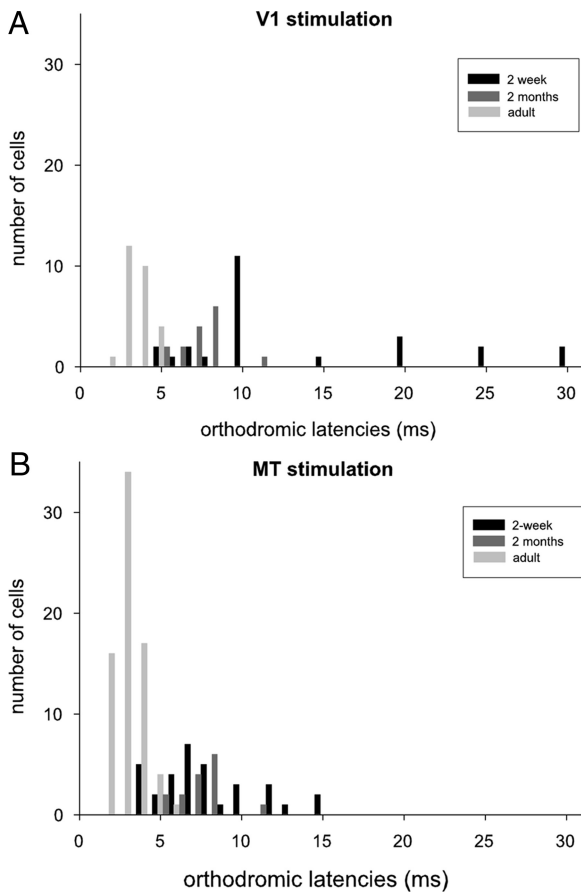 A
V1 stimulation
30
20
10
0
number of cells
2 week
2 months
adult
0 5 10 15 20 25 30
orthodromic latencies (ms)
B
MT stimulation
30
20
10
0
number of cells
2-week
2 months
adult
0 5 10 15 20 25 30
orthodromic latencies (ms)